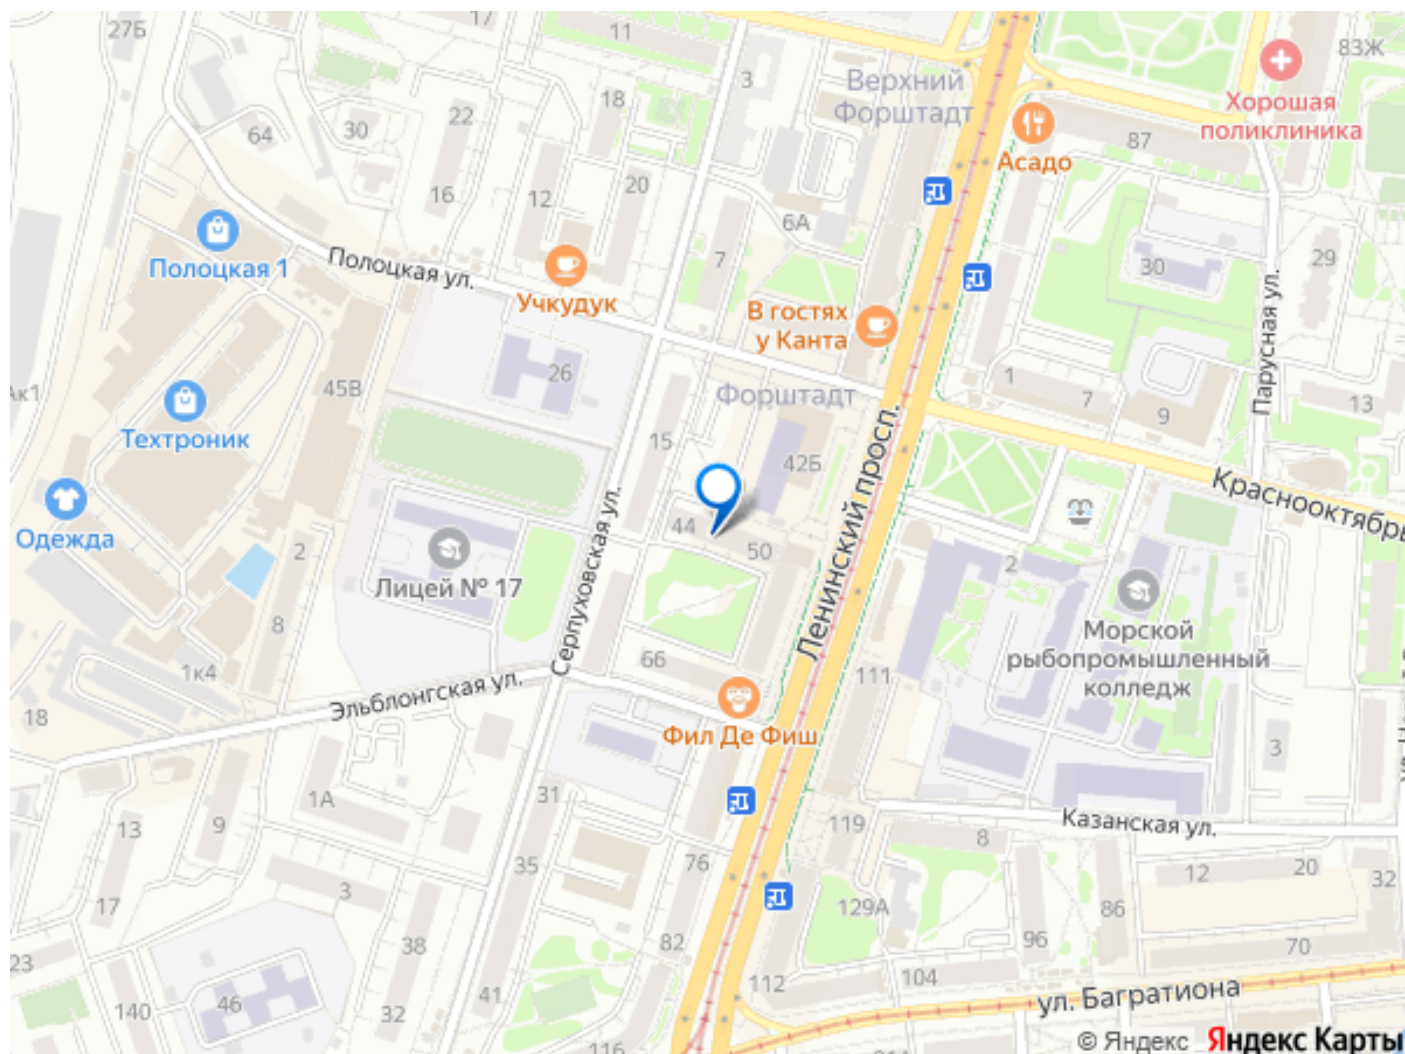 27Б
17
11
3
83Ж
Верхний
Форштадт
Хорошая
поликлиника
64
30
22
18
Асадо
87
16
12
20
6А
Полоцкая 1
Полоцкая ул.
Учкудук
7
30
29
В гостях
у Канта
Парусная ул.
45В
26
Форштадт
1
7
9
13
Техтроник
15
42Б
Ленинский просп.
Краснооктябрь
Одежда
2
44
50
2
Лицей № 17
Серпуховская ул.
8
Морской
рыбопромышленный
колледж
1к4
66
111
18
Эльблонгская ул.
Фил Де Фиш
3
1А
31
13
9
119
Казанская ул.
8
35
76
3
12
20
32
17
129А
86
38
82
96
70
23
104
112
ул. Багратиона
140
46
32
41
116
© Яндекс Яндекс Карты